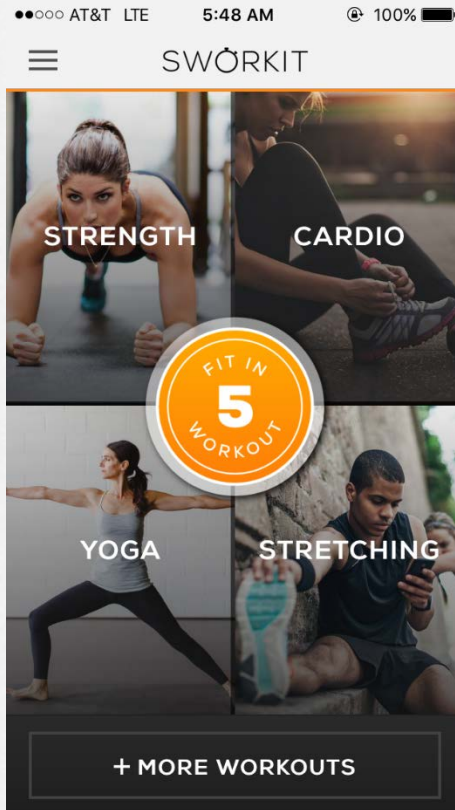 AT&T LTE 5:48 AM 100%
SWORKIT
STRENGTH
CARDIO
FIT IN
5
WORKOUT
YOGA
STRETCHING
+ MORE WORKOUTS